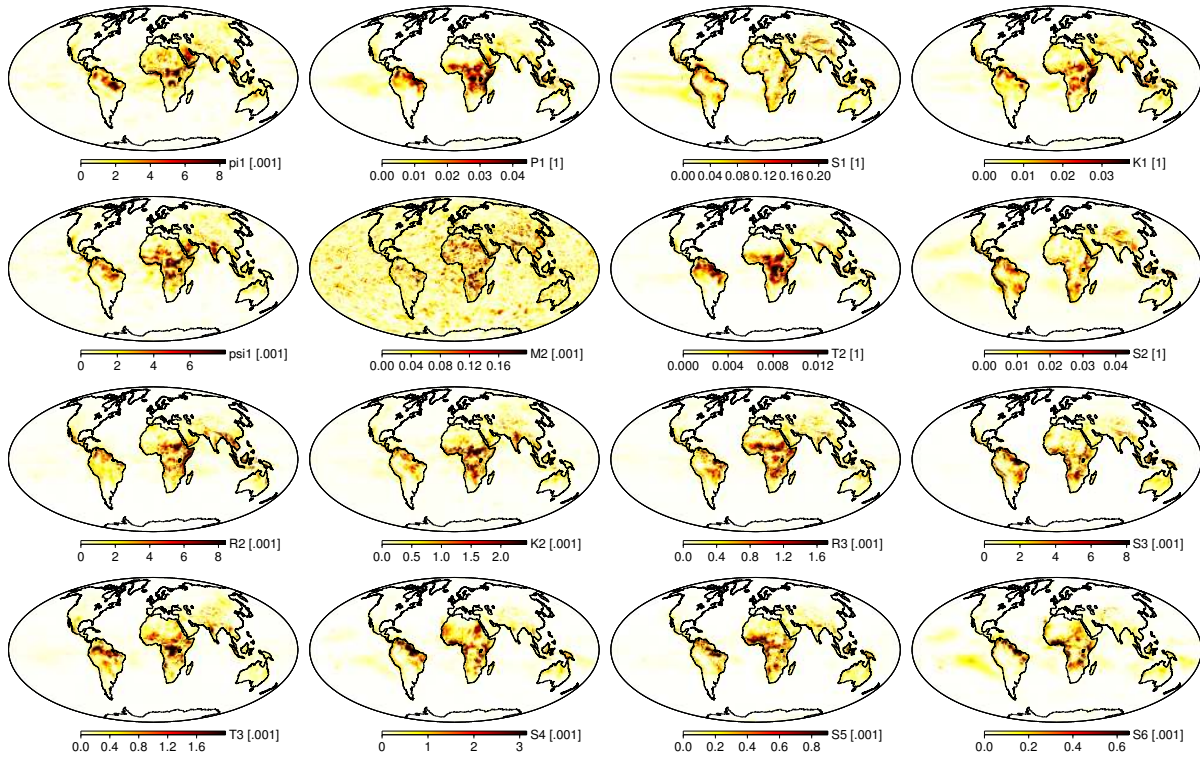 pi1 [.001]
0 2 4 6 8
P1 [1]
0.00 0.01 0.02 0.03 0.04
S1 [1]
0.00 0.04 0.08 0.12 0.16 0.20
K1 [1]
0.00 0.01 0.02 0.03
psi1 [.001]
0 2 4 6
M2 [.001]
0.00 0.04 0.08 0.12 0.16
T2 [1]
0.000 0.004 0.008 0.012
S2 [1]
0.00 0.01 0.02 0.03 0.04
R2 [.001]
0 2 4 6 8
K2 [.001]
0.0 0.5 1.0 1.5 2.0
R3 [.001]
0.0 0.4 0.8 1.2 1.6
S3 [.001]
0 2 4 6 8
T3 [.001]
0.0 0.4 0.8 1.2 1.6
S4 [.001]
0 1 2 3
S5 [.001]
0.0 0.2 0.4 0.6 0.8
S6 [.001]
0.0 0.2 0.4 0.6